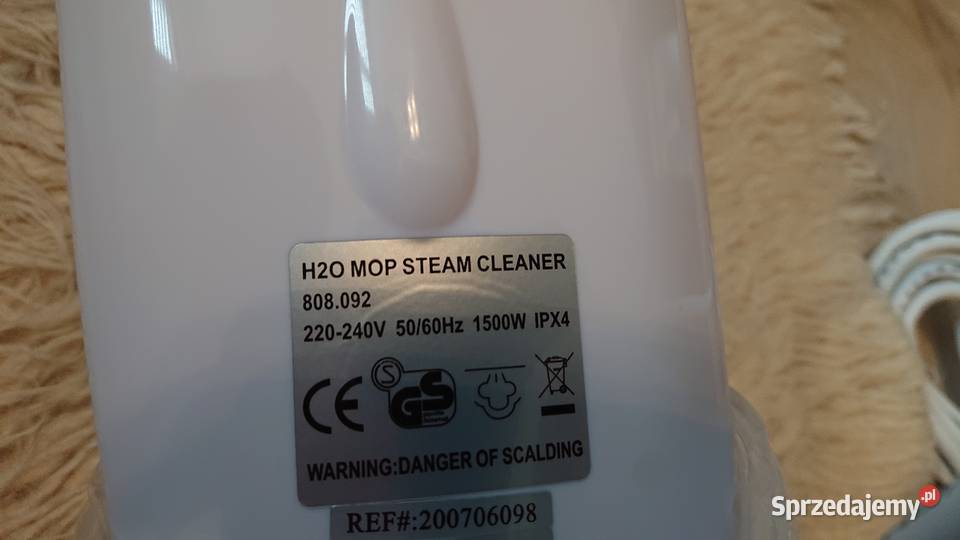 H2O MOP STEAM CLEANER
808.092
220-240V 50/60Hz 1500W IPX4
CE S GS
WARNING:DANGER OF SCALDING
REF#:200706098
Sprzedajemy.pl